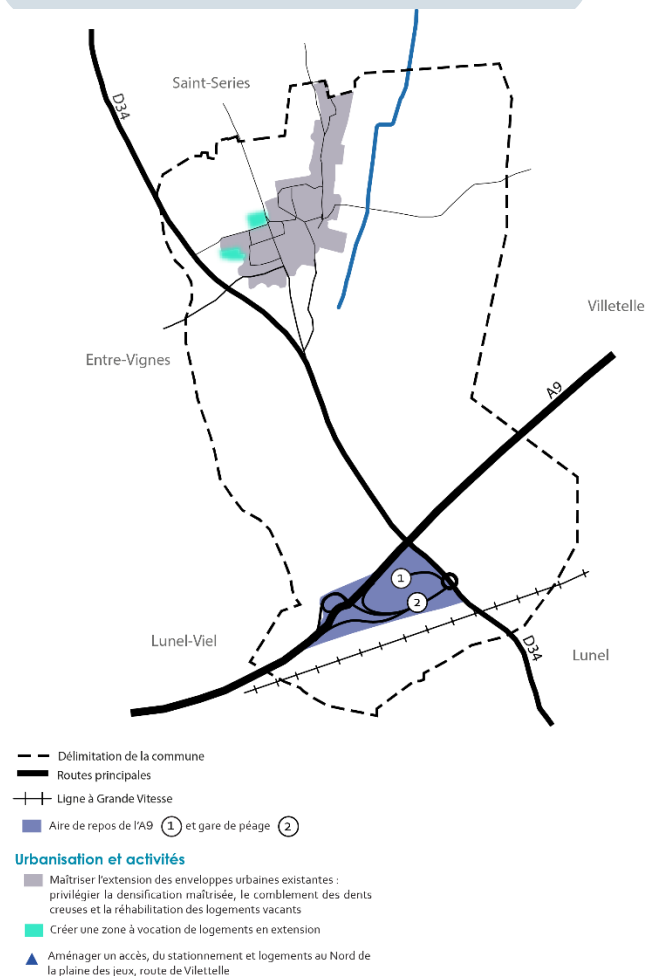 Saint-Series
D34
Villetelle
A9
Entre-Vignes
1
2
Lunel-Viel
D34
Lunel
Délimitation de la commune
Routes principales
Ligne à Grande Vitesse
Aire de repos de l'A9 1 et gare de péage 2
Urbanisation et activités
Maîtriser l'extension des enveloppes urbaines existantes :
privilégier la densification maîtrisée, le comblement des dents
creuses et la réhabilitation des logements vacants
Créer une zone à vocation de logements en extension
Aménager un accès, du stationnement et logements au Nord de
la plaine des jeux, route de Vilettelle